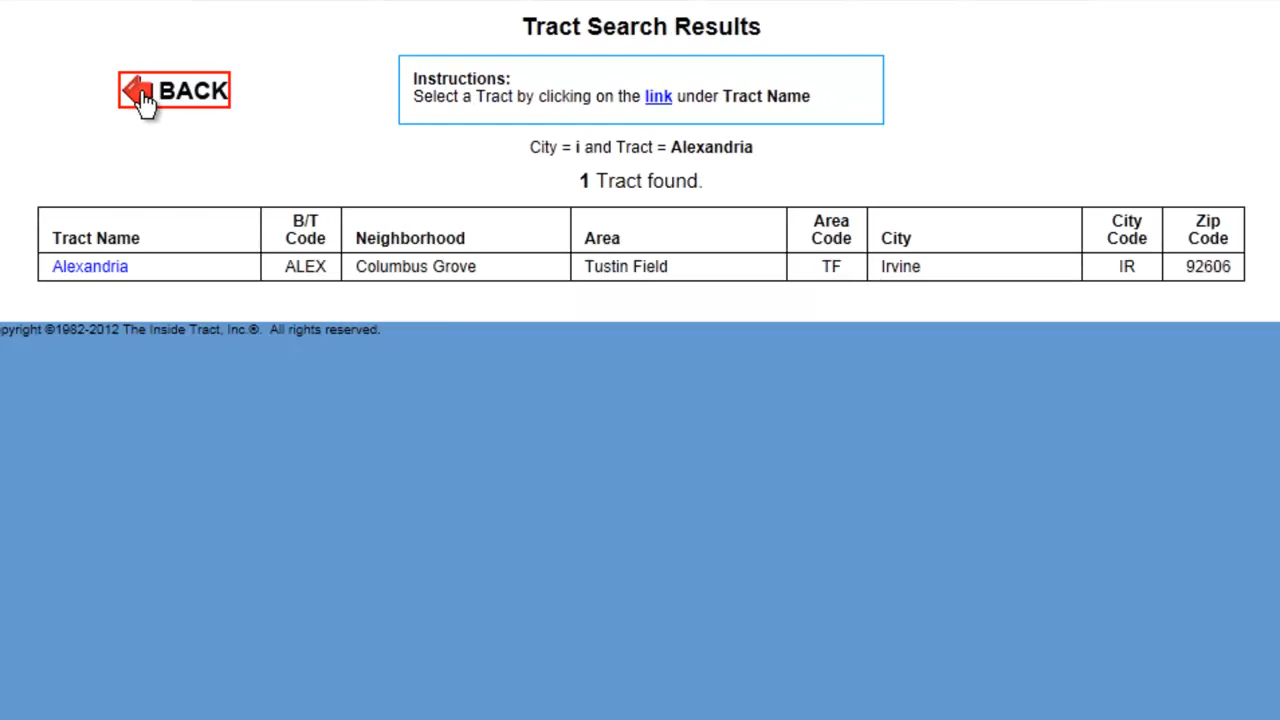 Tract Search Results
BACK
Instructions:
Select a Tract by clicking on the link under Tract Name
City = i and Tract = Alexandria
1 Tract found.
Tract Name B/T Code Neighborhood Area Area Code City City Code Zip Code
Alexandria ALEX Columbus Grove Tustin Field TF Irvine IR 92606
opyright ©1982-2012 The Inside Tract, Inc.®. All rights reserved.